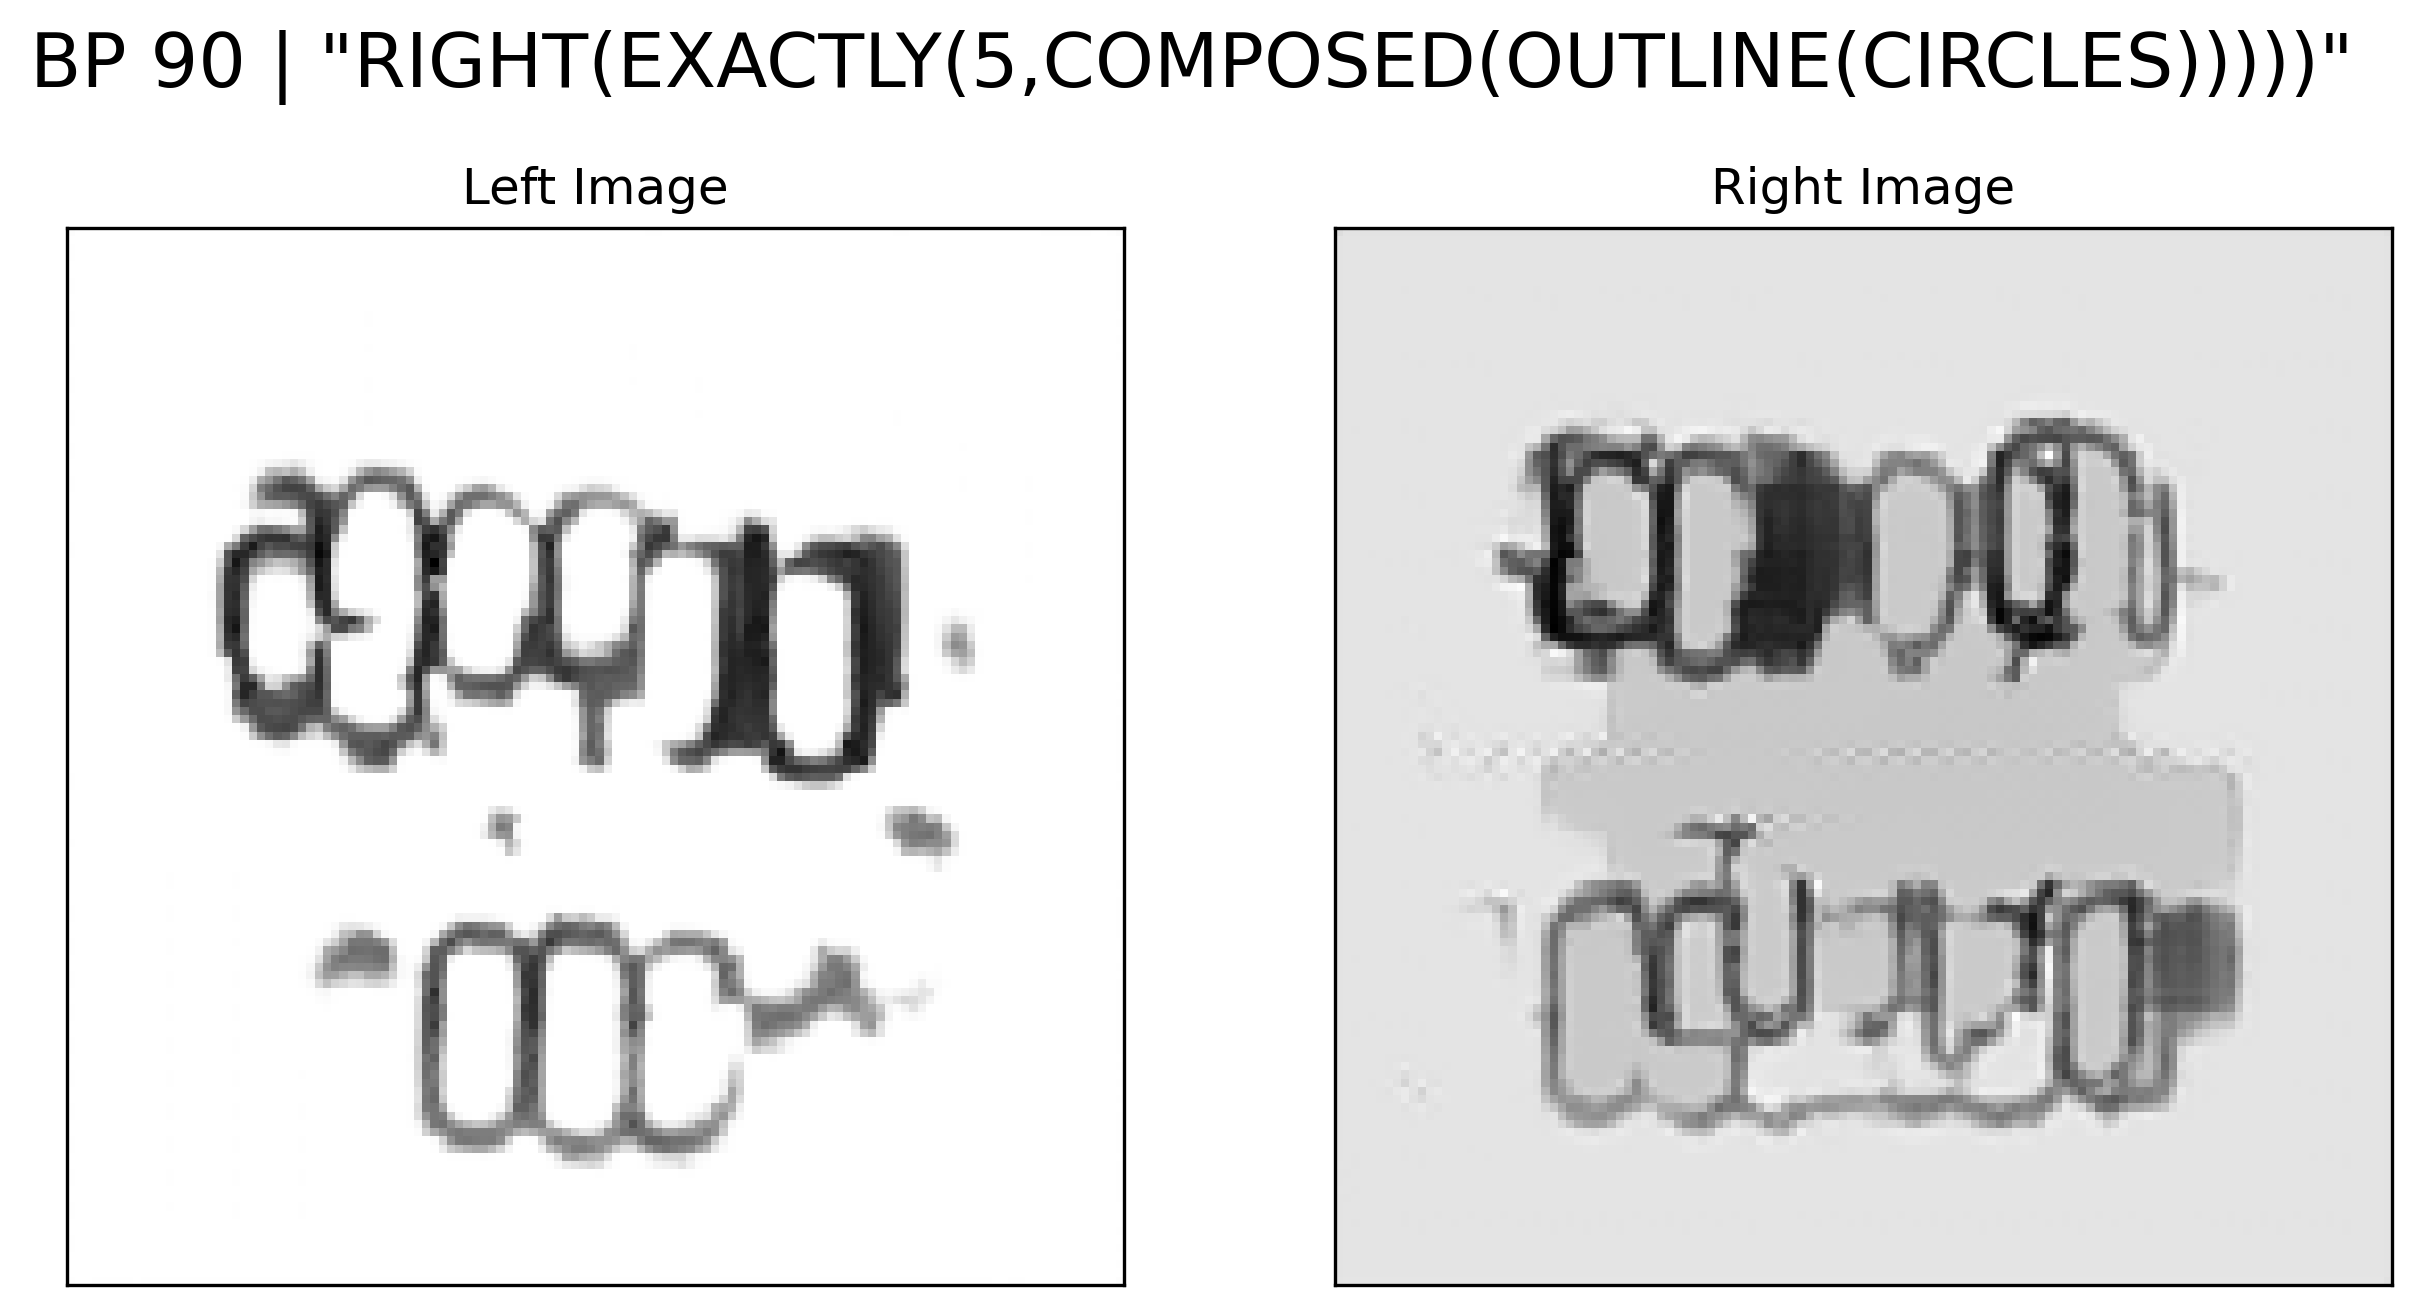 BP 90 | "RIGHT(EXACTLY(5,COMPOSED(OUTLINE(CIRCLES)))))"
Left Image
Right Image